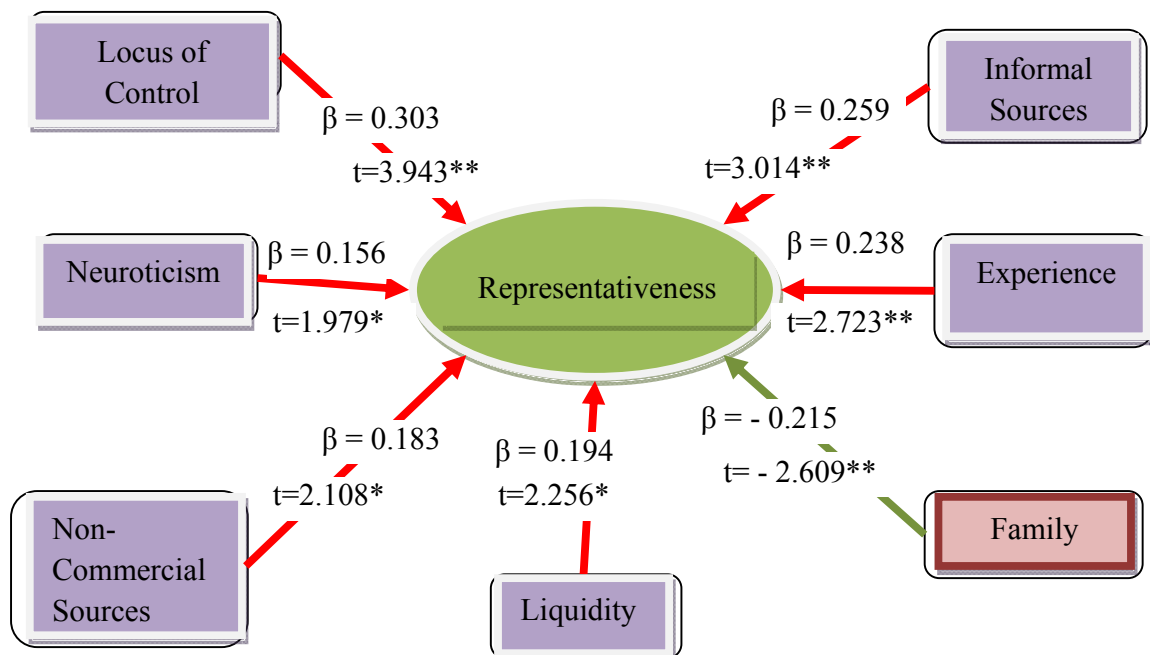 Locus of
Control
β = 0.303
t=3.943**
Informal
Sources
β = 0.259
t=3.014**
Neuroticism
β = 0.156
t=1.979*
Representativeness
β = 0.238
t=2.723**
Experience
Non-
Commercial
Sources
β = 0.183
t=2.108*
β = 0.194
t=2.256*
Liquidity
β = - 0.215
t= - 2.609**
Family